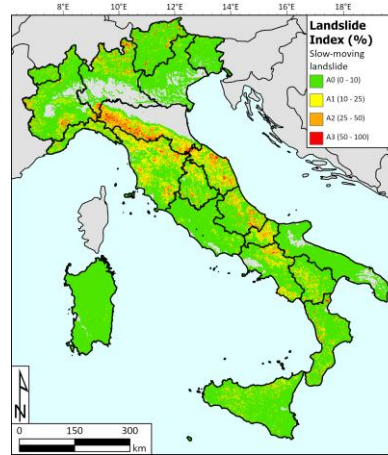 6°E 8°E 10°E 12°E 14°E 16°E 18°E
Landslide
Index (%)
Slow-moving
landslide
A0 (0 - 10)
A1 (10 - 25)
A2 (25 - 50)
A3 (50 - 100)
N
0 150 300
km